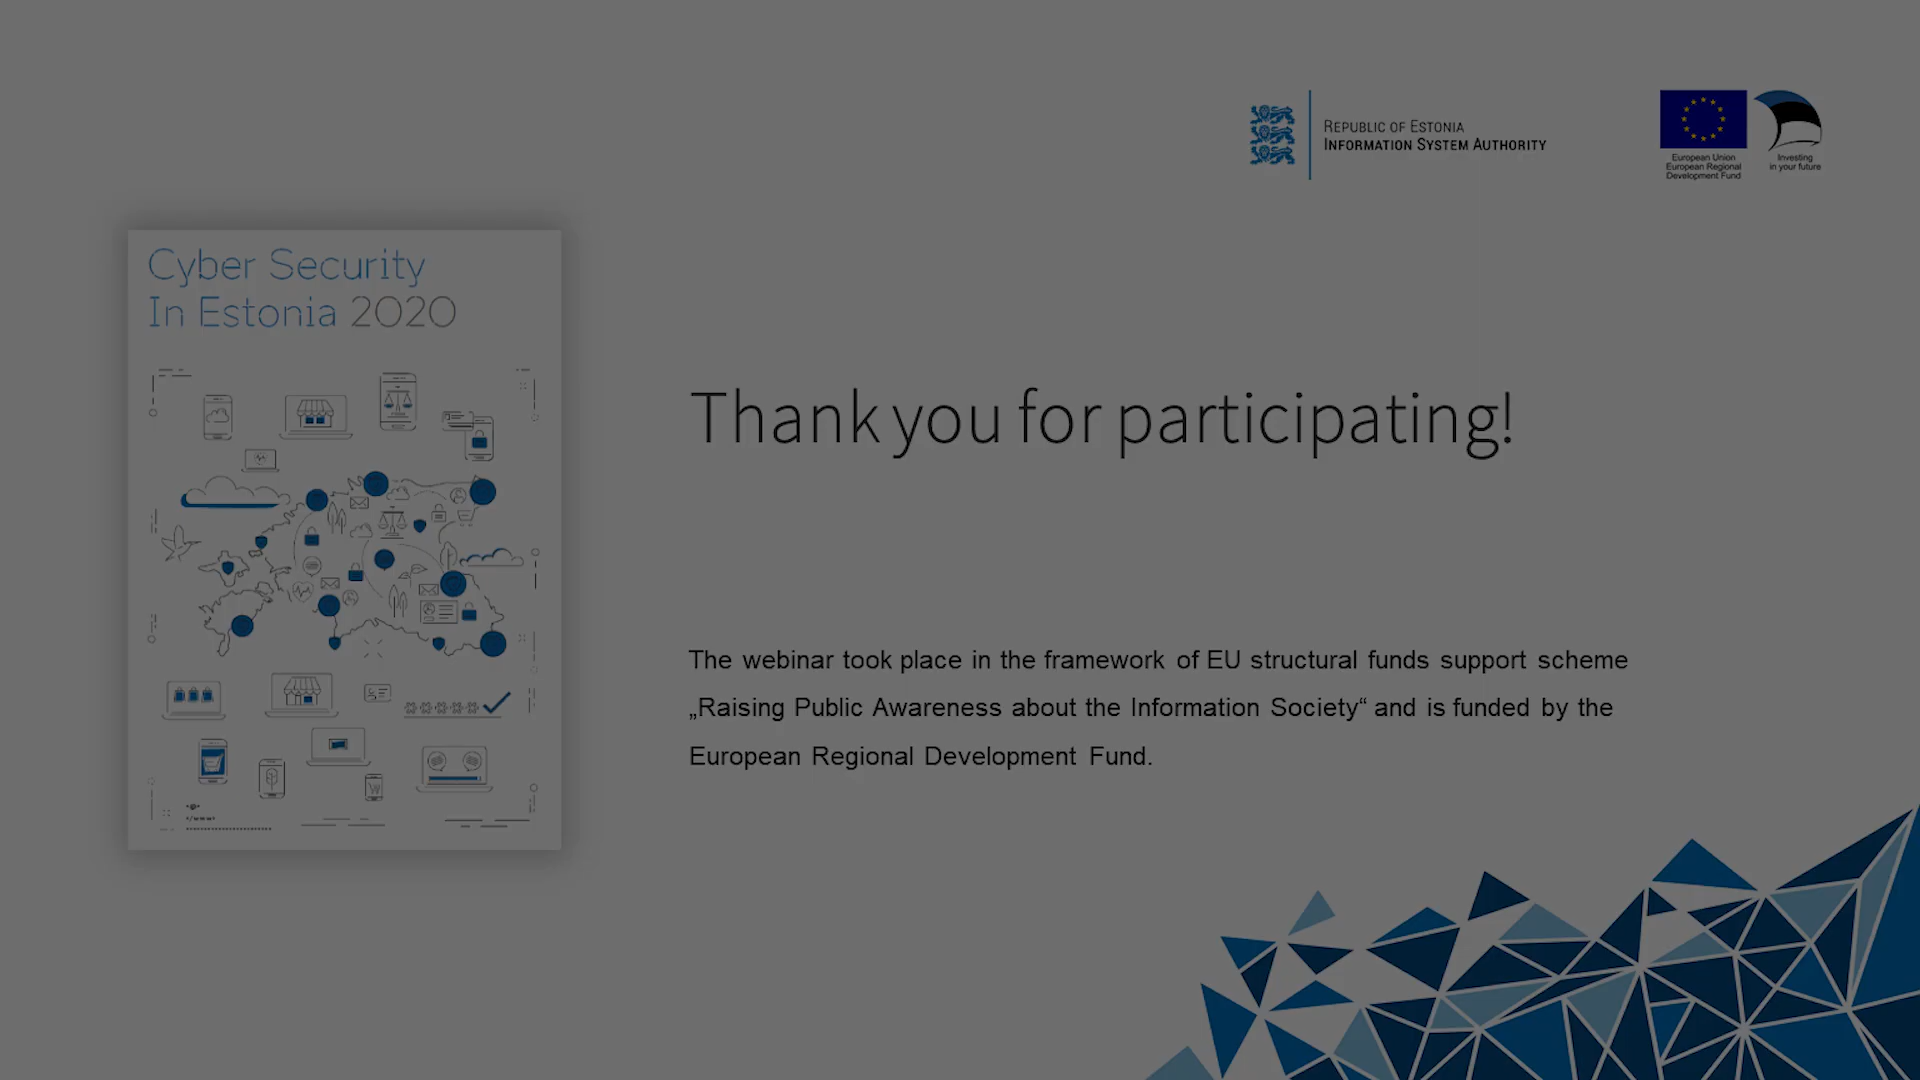 REPUBLIC OF ESTONIA
INFORMATION SYSTEM AUTHORITY
European Union
European Regional
Development Fund
Investing
in your future
Cyber Security
In Estonia 2020
Thank you for participating!
The webinar took place in the framework of EU structural funds support scheme
„Raising Public Awareness about the Information Society“ and is funded by the
European Regional Development Fund.